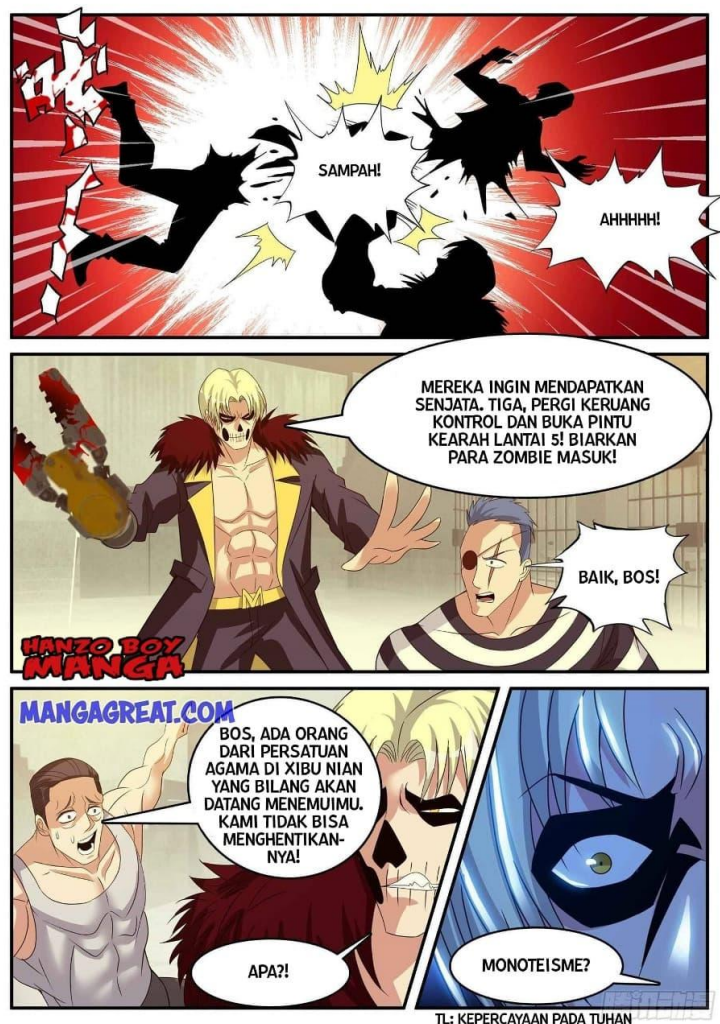 SAMPAH!
AHHHHH!
MEREKA INGIN MENDAPATKAN
SENJATA. TIGA, PERGI KERUANG
KONTROL DAN BUKA PINTU
KEARAH LANTAI 5! BIARKAN
PARA ZOMBIE MASUK!
BAIK, BOS!
HANZO BOY
MANGA
MANGAGREAT.COM
BOS, ADA ORANG
DARI PERSATUAN
AGAMA DI XIBU NIAN
YANG BILANG AKAN
DATANG MENEMUIMU.
KAMI TIDAK BISA
MENGHENTIKAN-
NYA!
APA?!
MONOTEISME?
TL: KEPERCAYAAN PADA TUHAN